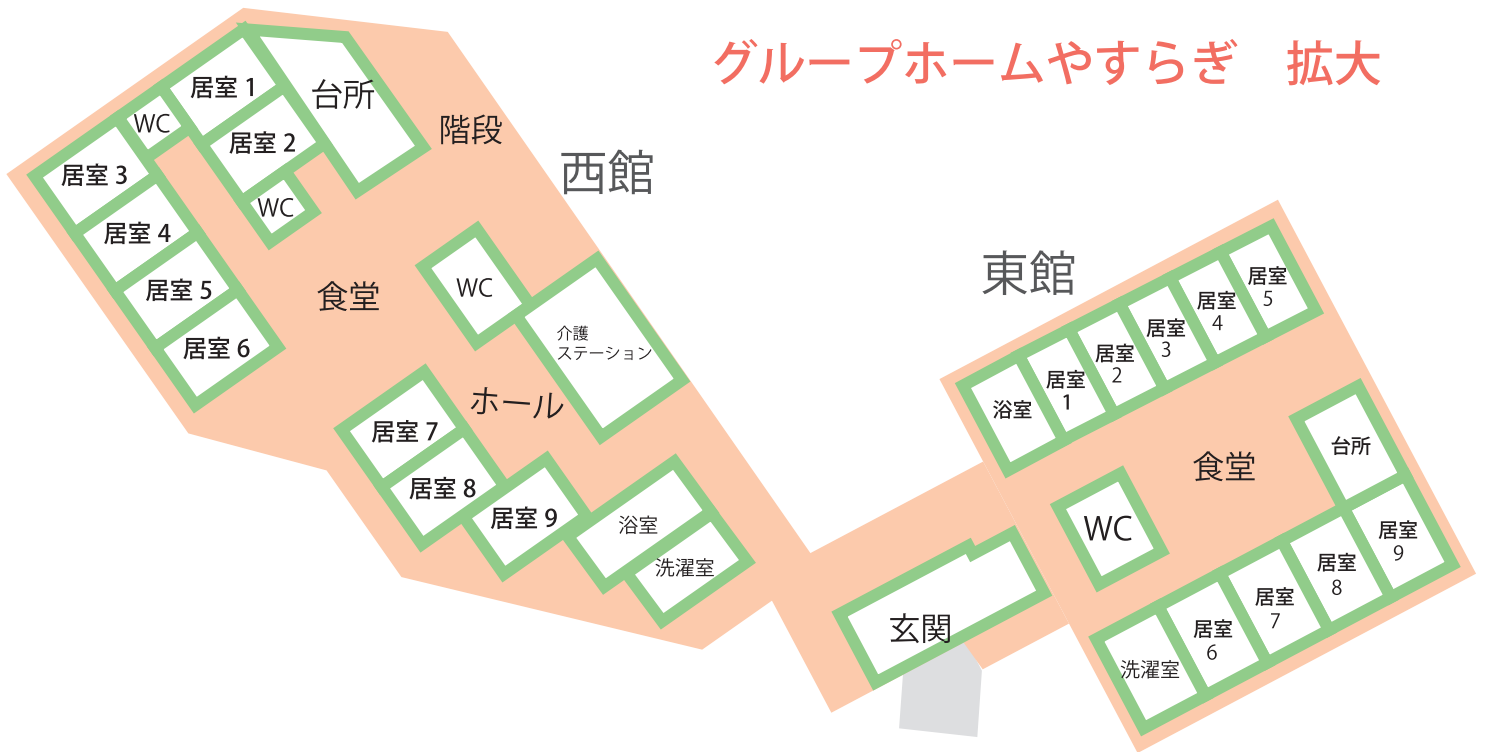 グループホームやすらぎ　拡大
西館
居室 1
台所
WC
居室 2
階段
居室 3
WC
居室 4
居室 5
食堂
WC
居室 6
介護
ステーション
ホール
居室 7
居室 8
居室 9
浴室
洗濯室
玄関
東館
浴室
居室
1
居室
2
居室
3
居室
4
居室
5
食堂
台所
WC
洗濯室
居室
6
居室
7
居室
8
居室
9